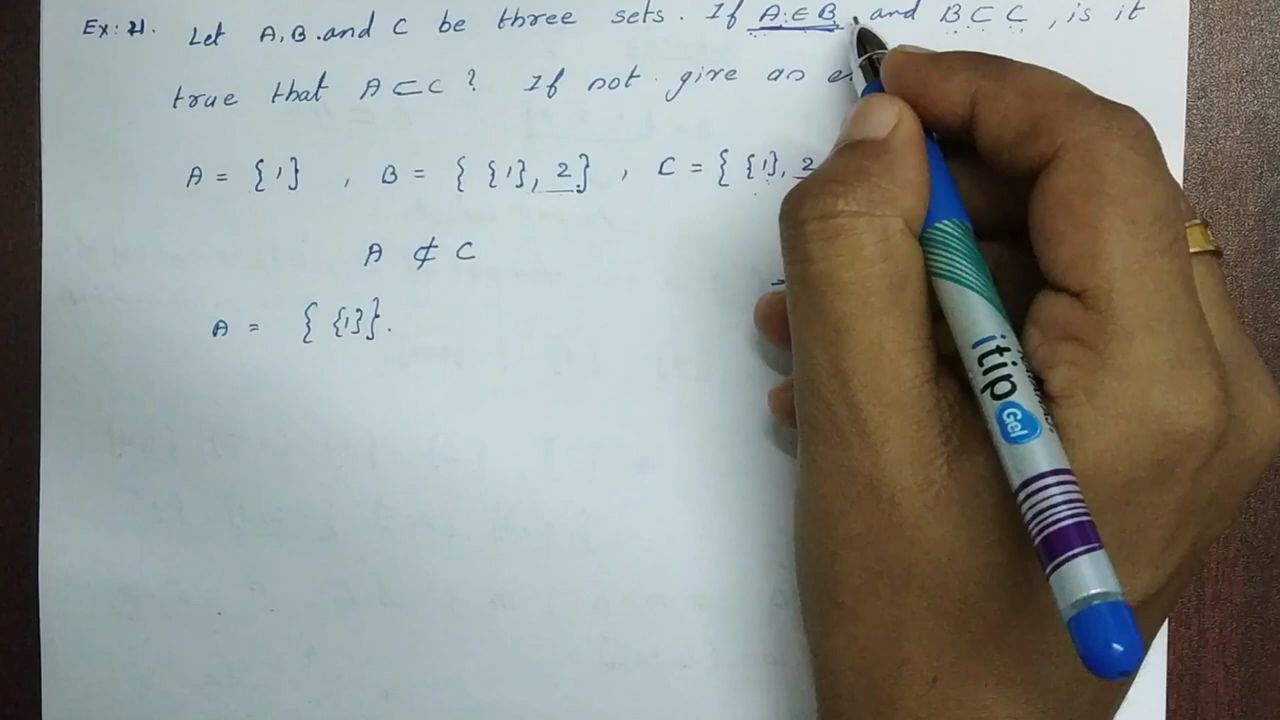 Ex: 21. Let A, B and C be three sets. If A ∈ B, and B ⊂ C, is it
true that A ⊂ C? If not give an
A = {1}, B = { {1}, 2}, C = { {1}, 2
A ⊄ C
A = { {1}}.
itip
Gel